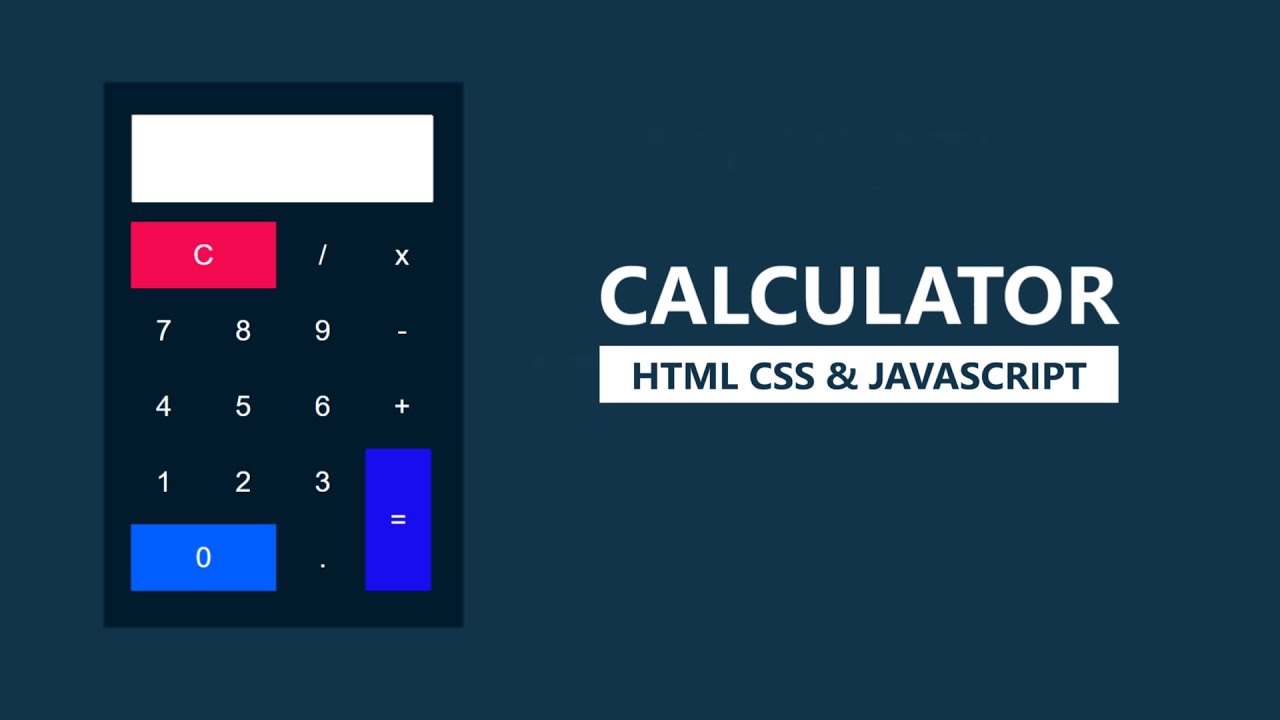 C / x
7 8 9 -
4 5 6 +
1 2 3
=
0 .
CALCULATOR
HTML CSS & JAVASCRIPT